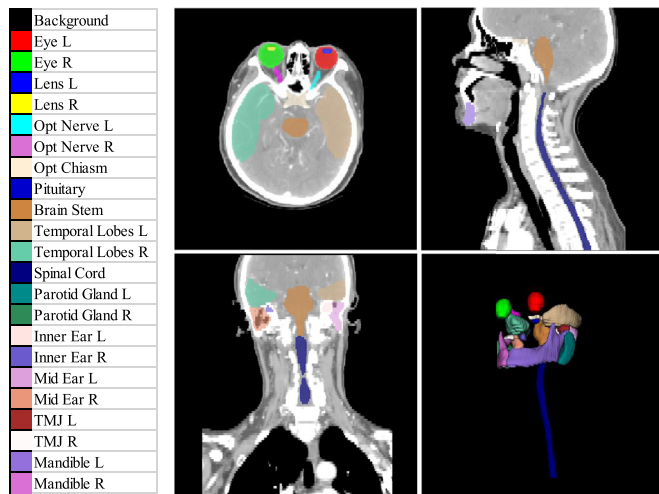 Background
Eye L
Eye R
Lens L
Lens R
Opt Nerve L
Opt Nerve R
Opt Chiasm
Pituitary
Brain Stem
Temporal Lobes L
Temporal Lobes R
Spinal Cord
Parotid Gland L
Parotid Gland R
Inner Ear L
Inner Ear R
Mid Ear L
Mid Ear R
TMJ L
TMJ R
Mandible L
Mandible R